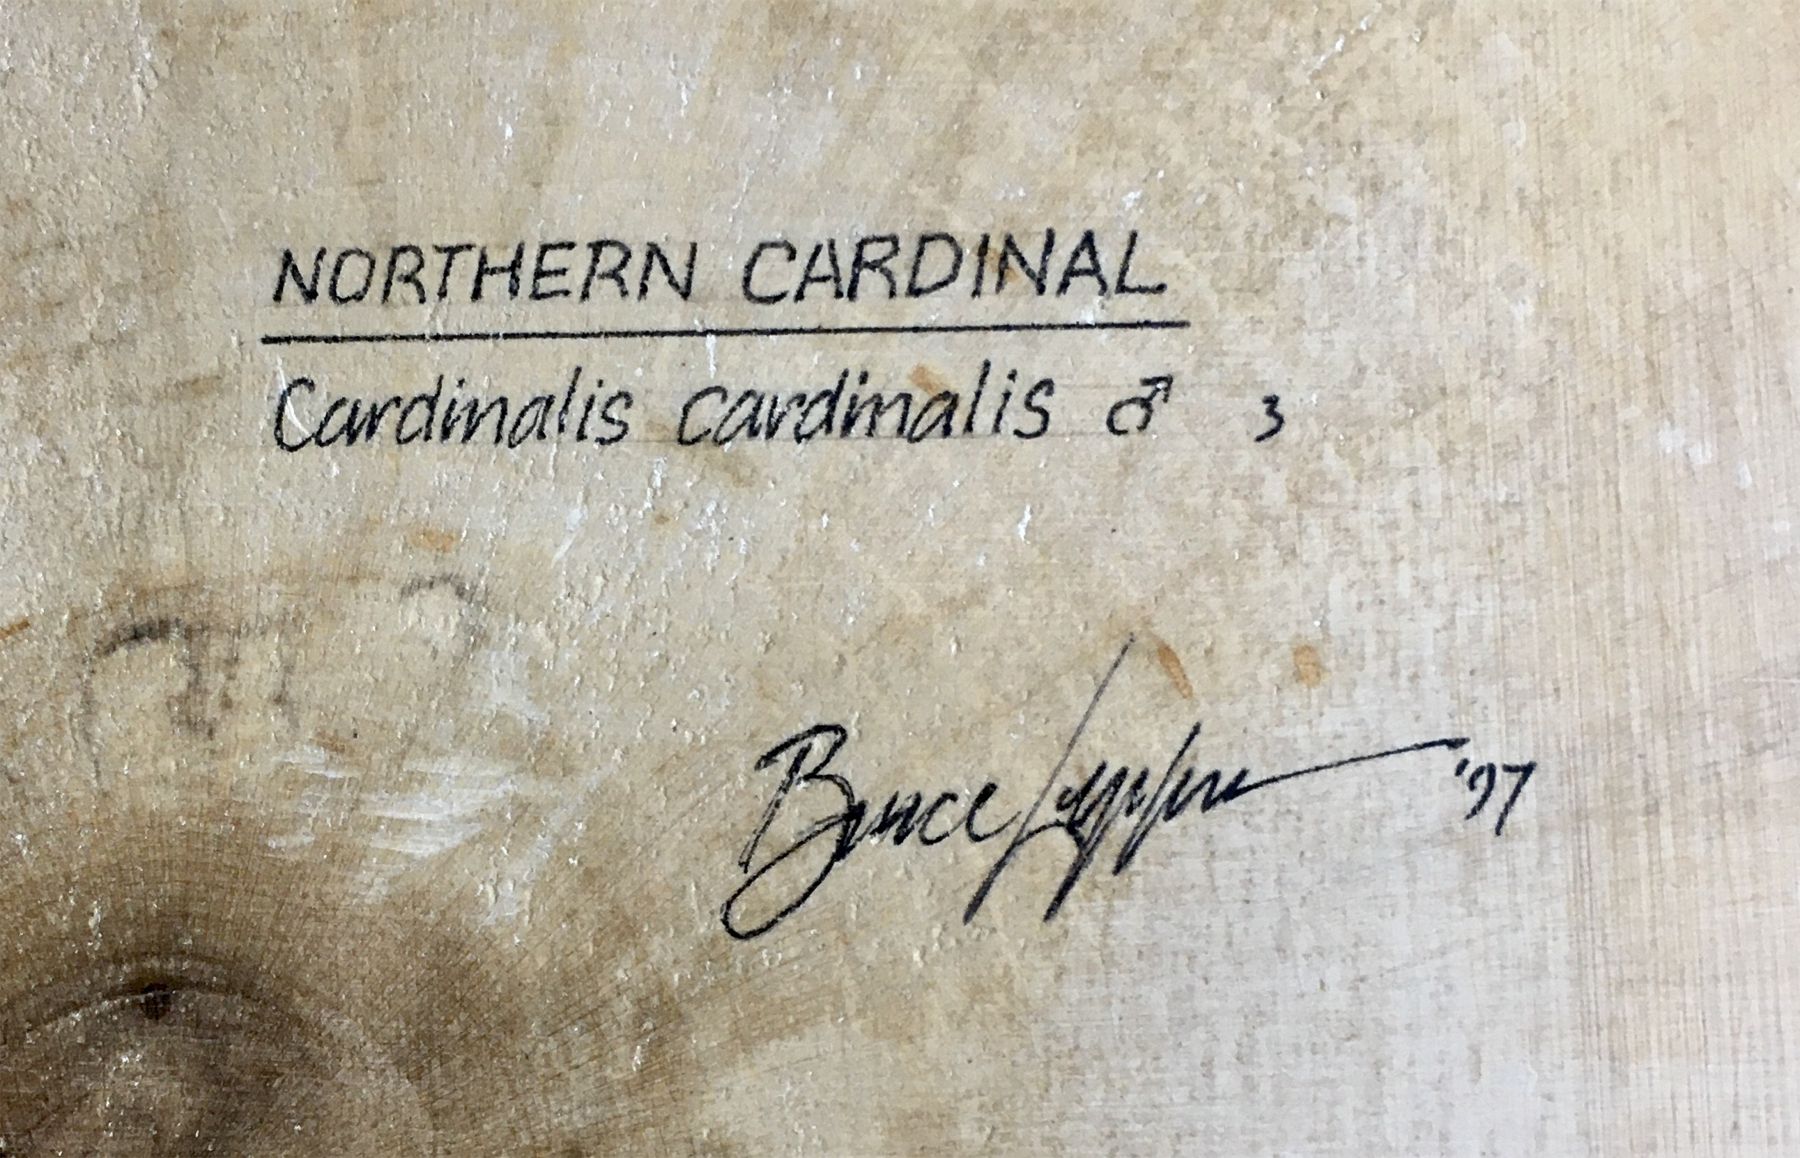 NORTHERN CARDINAL
Cardinalis cardinalis ♂ 3
Bruce '97